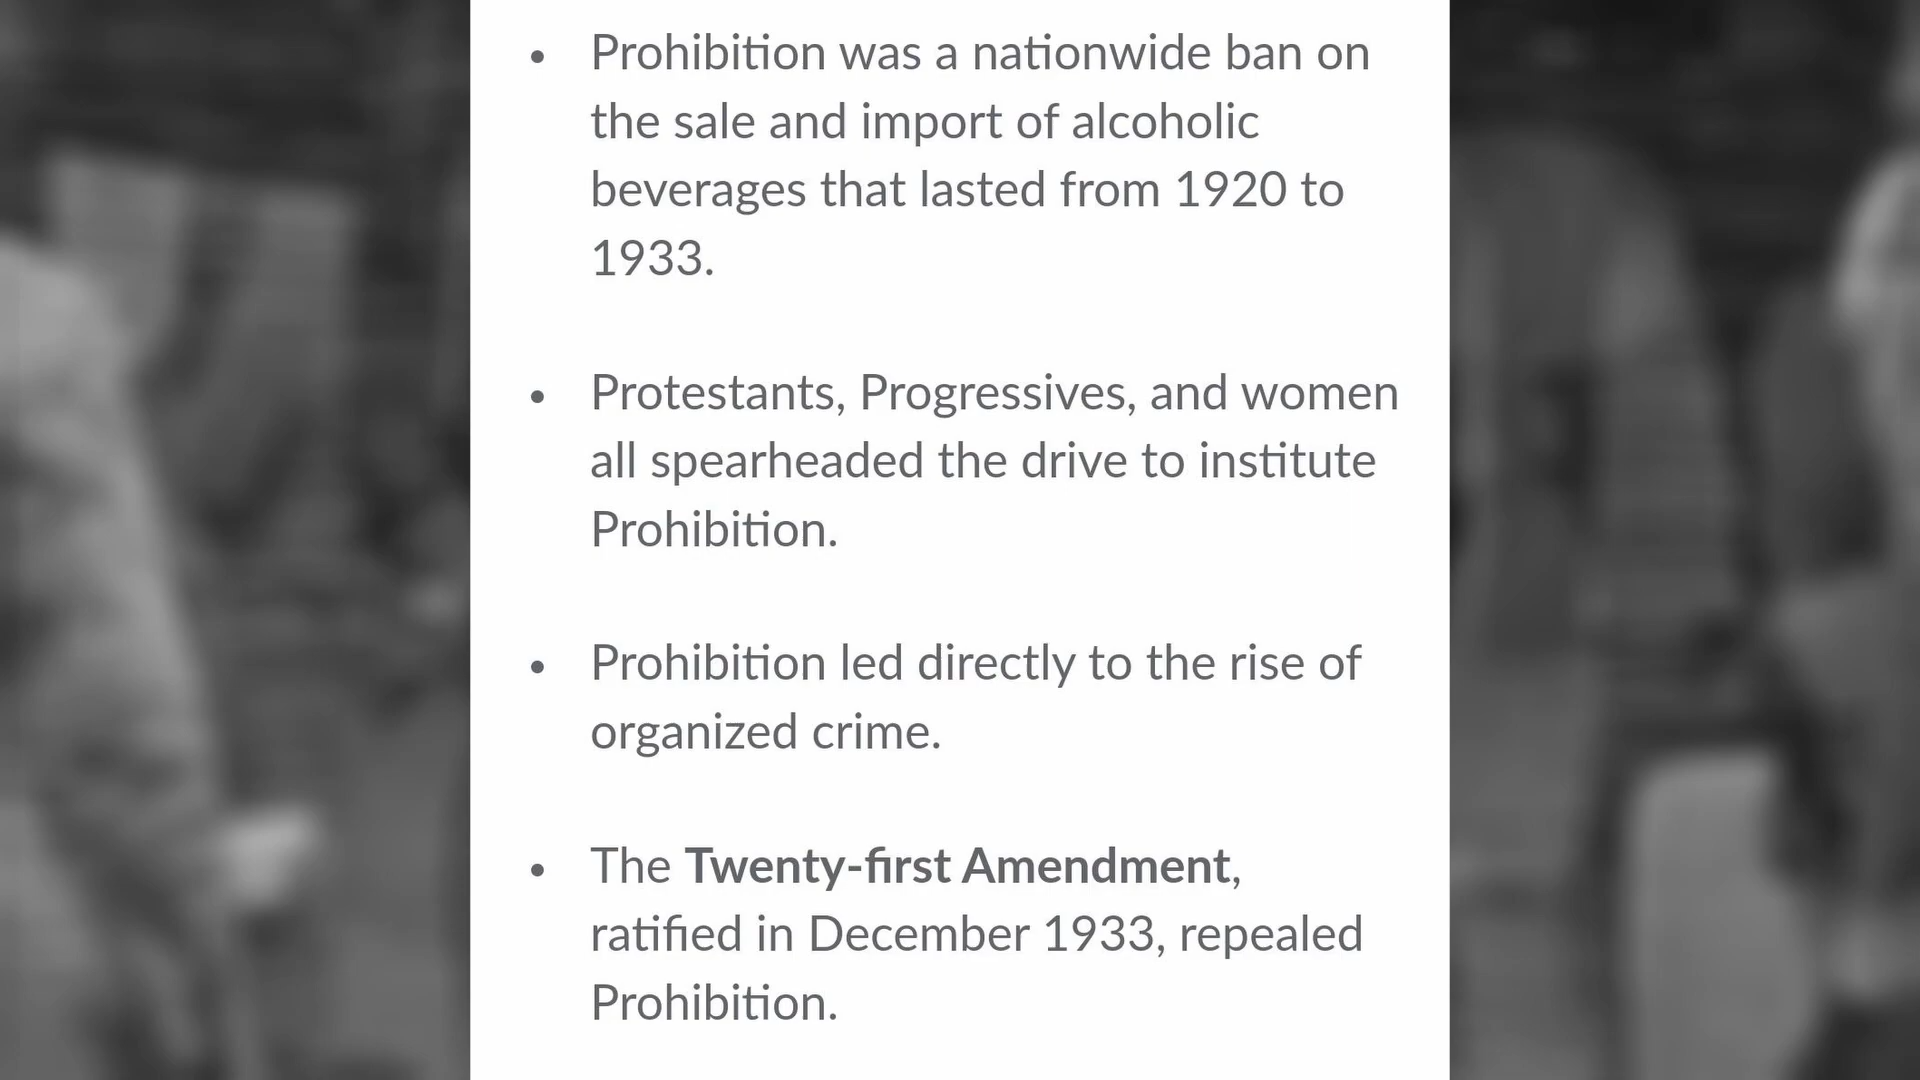 • Prohibition was a nationwide ban on
the sale and import of alcoholic
beverages that lasted from 1920 to
1933.
• Protestants, Progressives, and women
all spearheaded the drive to institute
Prohibition.
• Prohibition led directly to the rise of
organized crime.
• The Twenty-first Amendment,
ratified in December 1933, repealed
Prohibition.